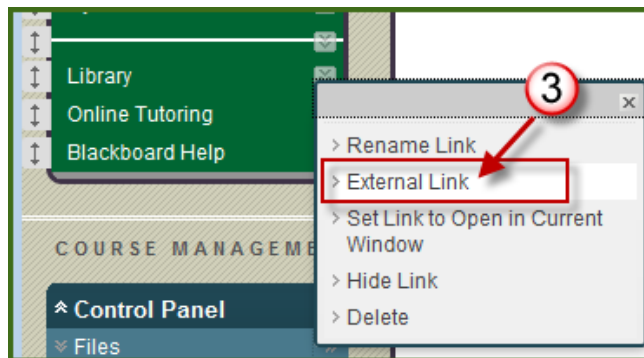 Library
Online Tutoring
Blackboard Help
3
> Rename Link
> External Link
> Set Link to Open in Current
Window
> Hide Link
> Delete
COURSE MANAGEME
Control Panel
Files